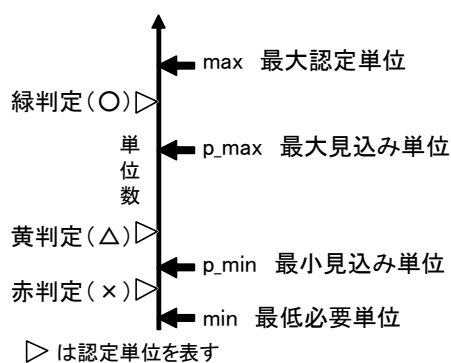 max 最大認定単位
緑判定(○)
p_max 最大見込み単位
単位数
黄判定(△)
p_min 最小見込み単位
赤判定(×)
min 最低必要単位
▷ は認定単位を表す